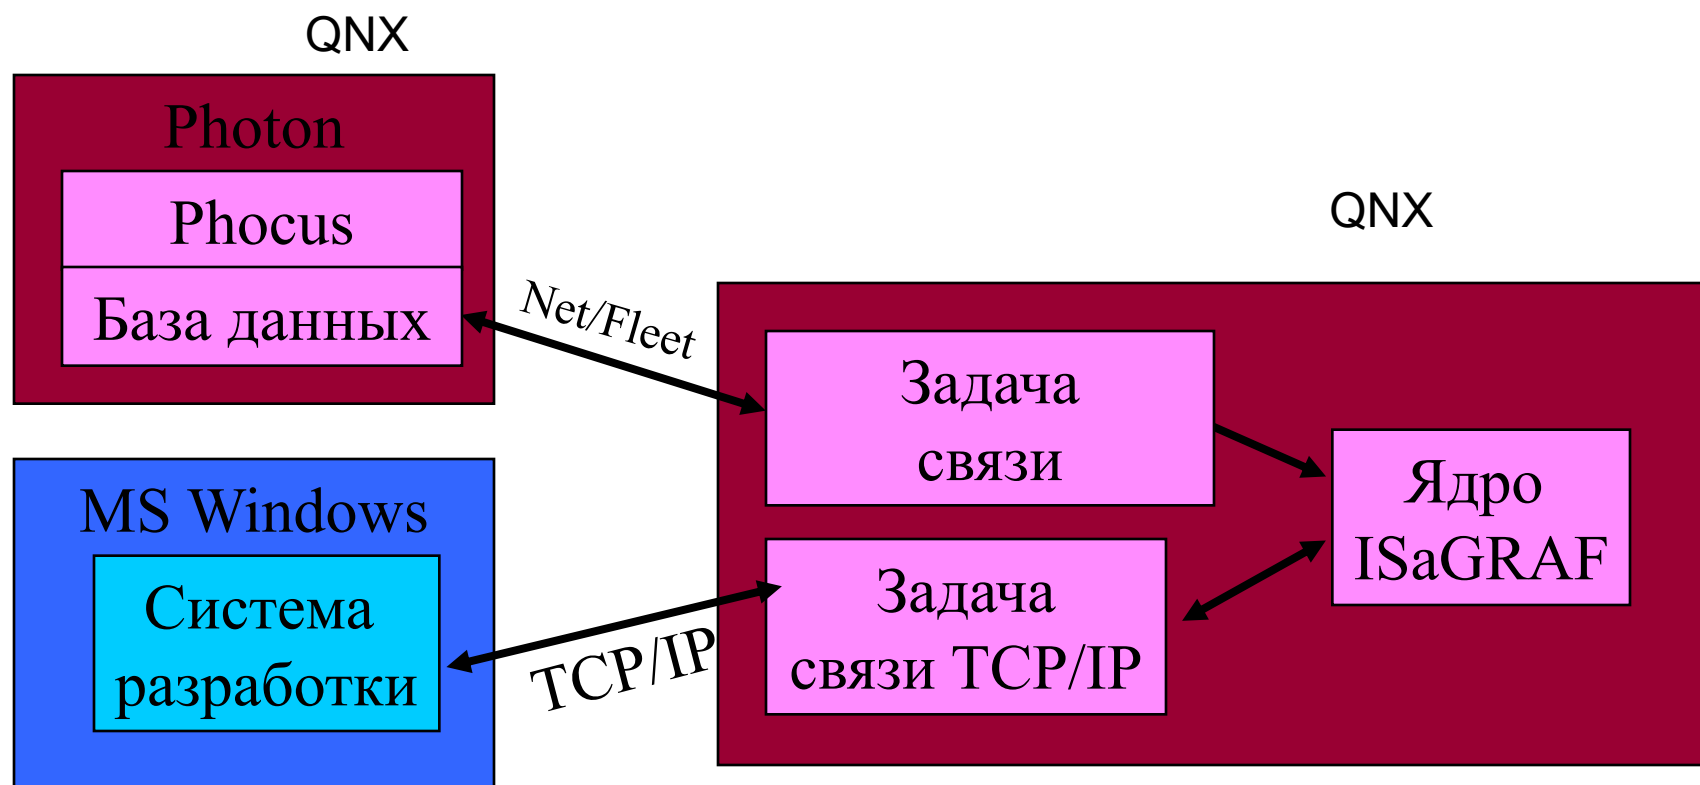 QNX
Photon
Phocus
База данных
Net/Fleet
QNX
Задача
связи
Ядро
ISaGRAF
MS Windows
Система
разработки
TCP/IP
Задача
связи TCP/IP